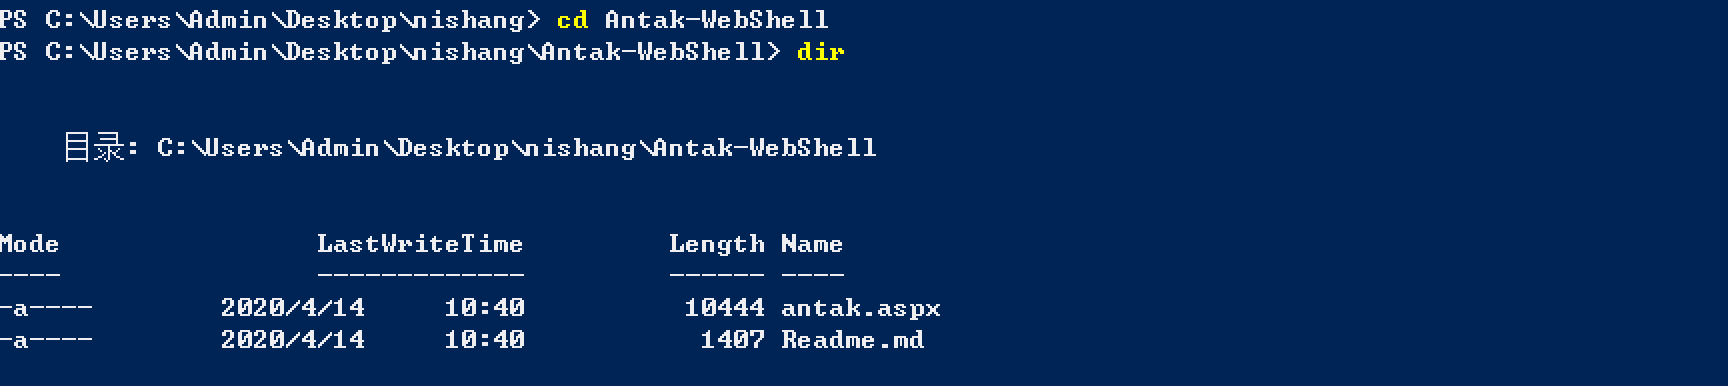 PS C:\Users\Admin\Desktop\nishang> cd Antak-WebShell
PS C:\Users\Admin\Desktop\nishang\Antak-WebShell> dir
目录: C:\Users\Admin\Desktop\nishang\Antak-WebShell
Mode LastWriteTime Length Name
---- ------------- ------ ----
-a---- 2020/4/14 10:40 10444 antak.aspx
-a---- 2020/4/14 10:40 1407 Readme.md